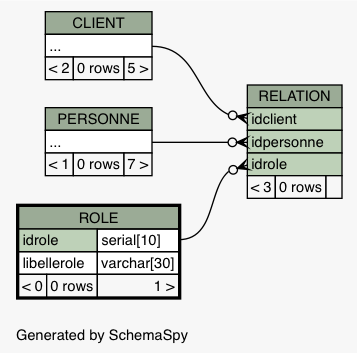 CLIENT
...
< 2 0 rows 5 >
PERSONNE
...
< 1 0 rows 7 >
RELATION
idclient
idpersonne
idrole
< 3 0 rows
ROLE
idrole serial[10]
libellerole varchar[30]
< 0 0 rows 1 >
Generated by SchemaSpy